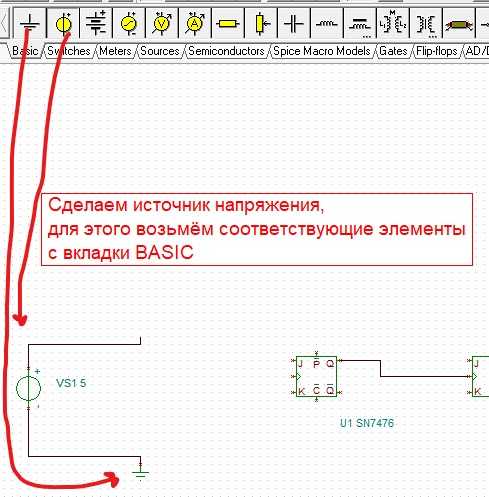 Basic Switches Meters Sources Semiconductors Spice Macro Models Gates Flip-flops AD/D
Сделаем источник напряжения,
для этого возьмём соответствующие элементы
с вкладки BASIC
VS1 5
J P Q
K C Q
J
K
U1 SN7476